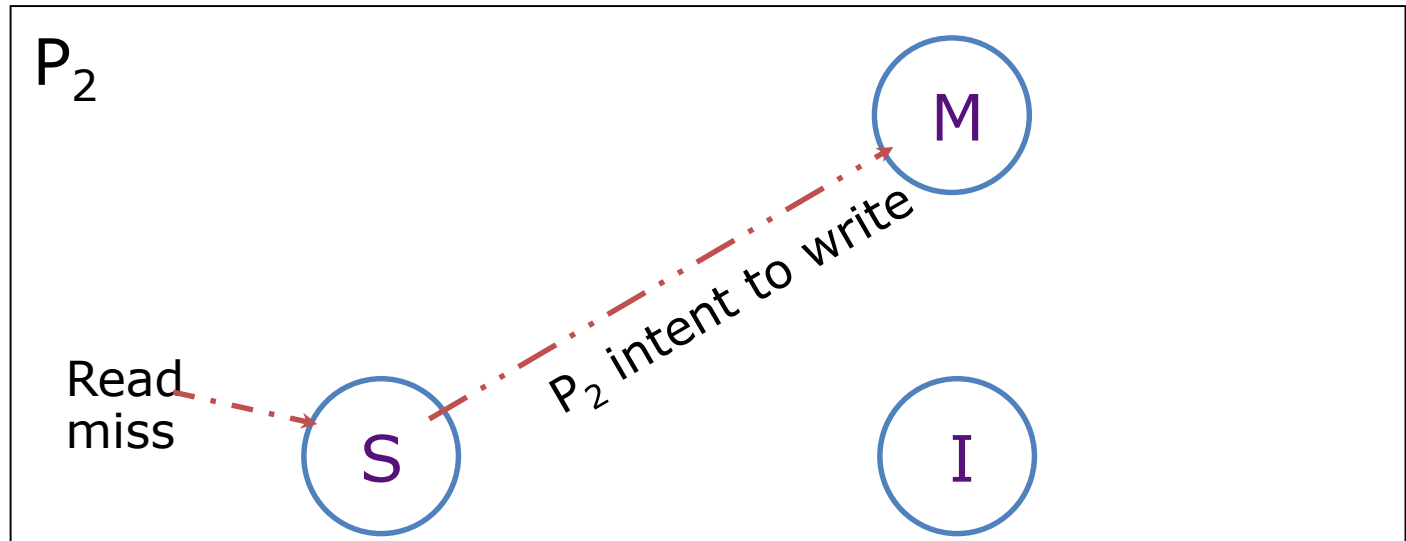 P₂
M
P₂ intent to write
Read
miss
S
I